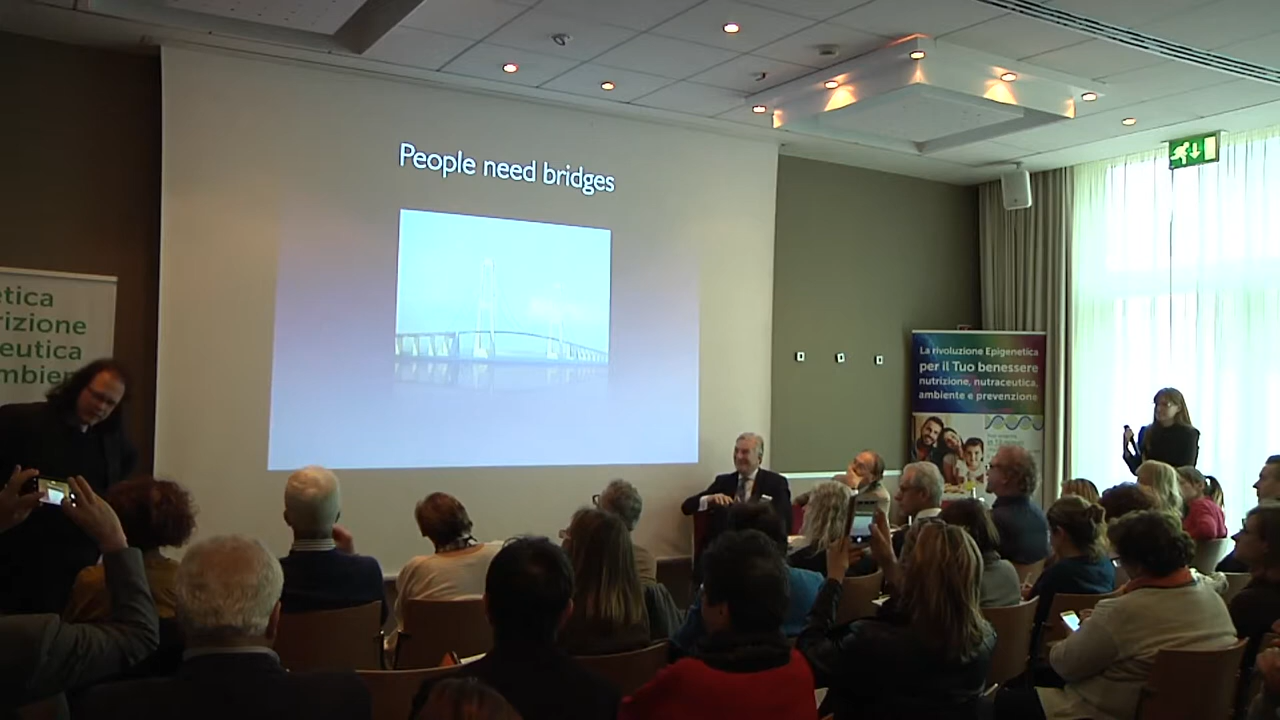 People need bridges
etica
rizione
eutica
mbien
La rivoluzione Epigenetica
per il Tuo benessere
nutrizione, nutraceutica,
ambiente e prevenzione